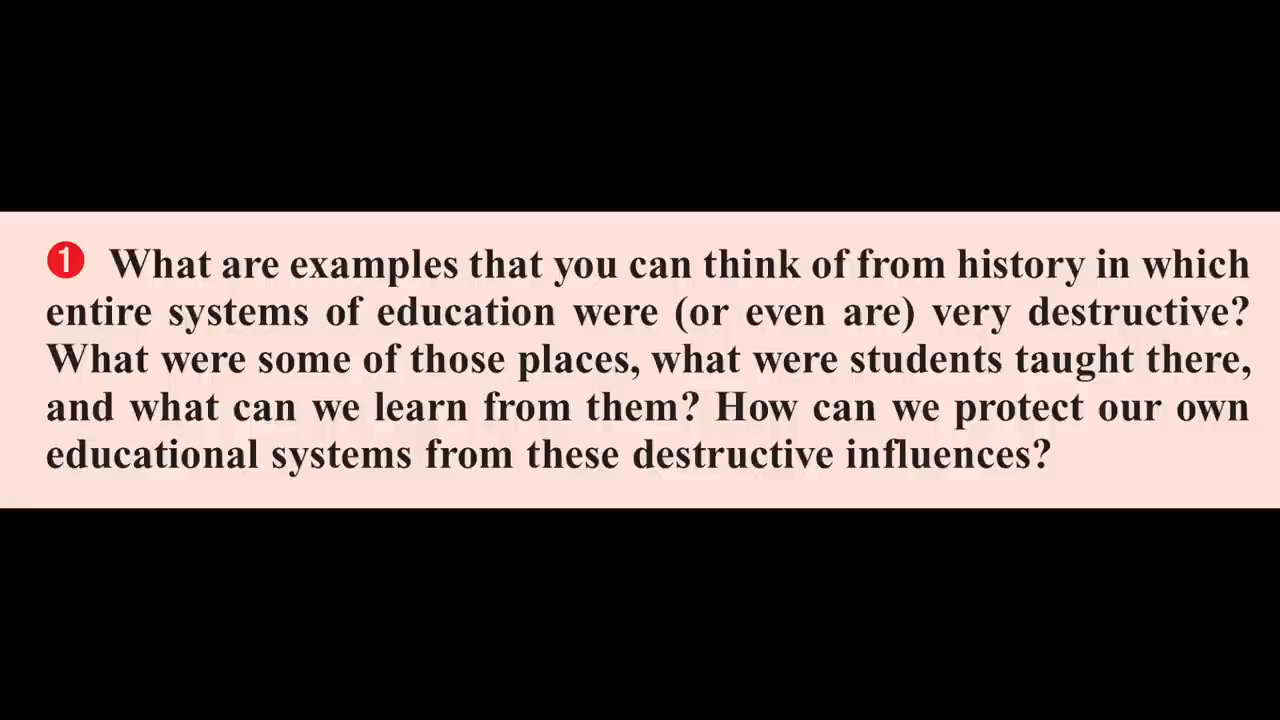 1 What are examples that you can think of from history in which
entire systems of education were (or even are) very destructive?
What were some of those places, what were students taught there,
and what can we learn from them? How can we protect our own
educational systems from these destructive influences?